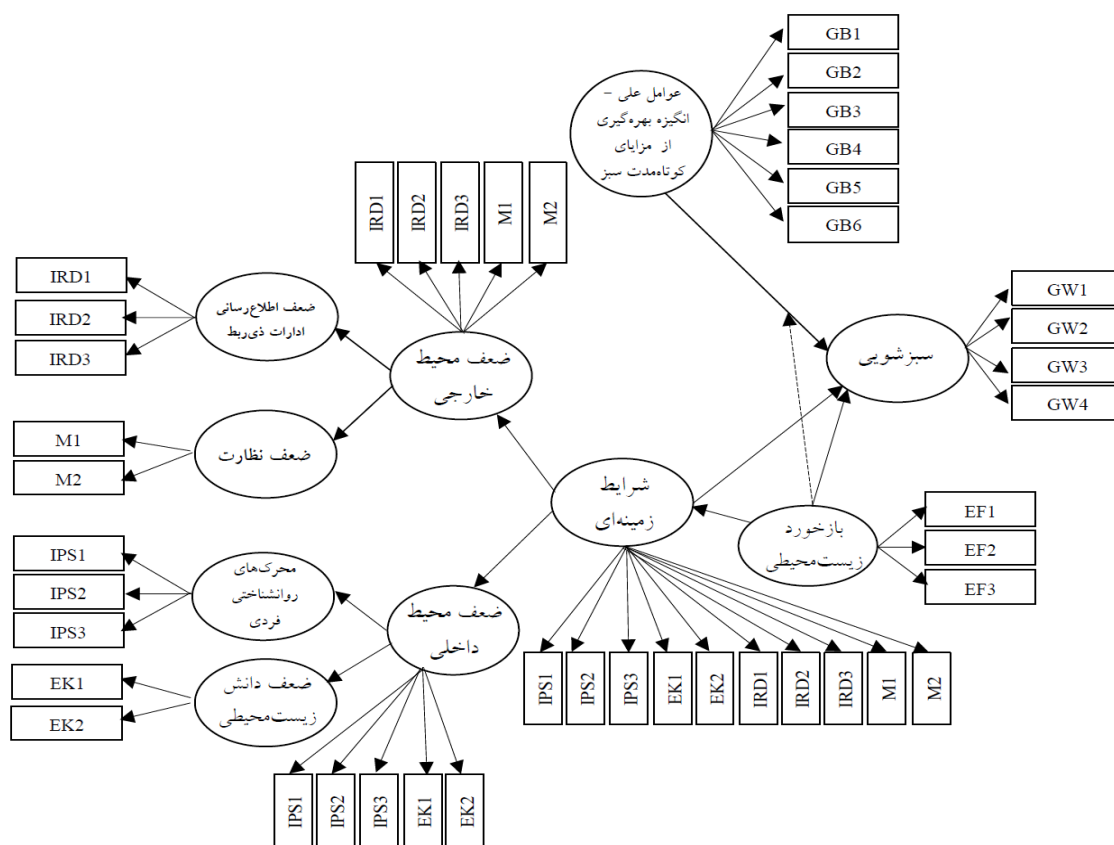 GB1
GB2
GB3
GB4
GB5
GB6
عوامل علی –
انگیزه بهره‌گیری
از مزایای
کوتاه‌مدت سبز
IRD1
IRD2
IRD3
M1
M2
IRD1
IRD2
IRD3
ضعف اطلاع‌رسانی
ادارات ذی‌ربط
ضعف محیط
خارجی
سبزشویی
GW1
GW2
GW3
GW4
M1
M2
ضعف نظارت
شرایط
زمینه‌ای
بازخورد
زیست‌محیطی
EF1
EF2
EF3
IPS1
IPS2
IPS3
محرک‌های
روانشناختی
فردی
ضعف محیط
داخلی
EK1
EK2
ضعف دانش
زیست‌محیطی
IPS1
IPS2
IPS3
EK1
EK2
IRD1
IRD2
IRD3
M1
M2
IPS1
IPS2
IPS3
EK1
EK2